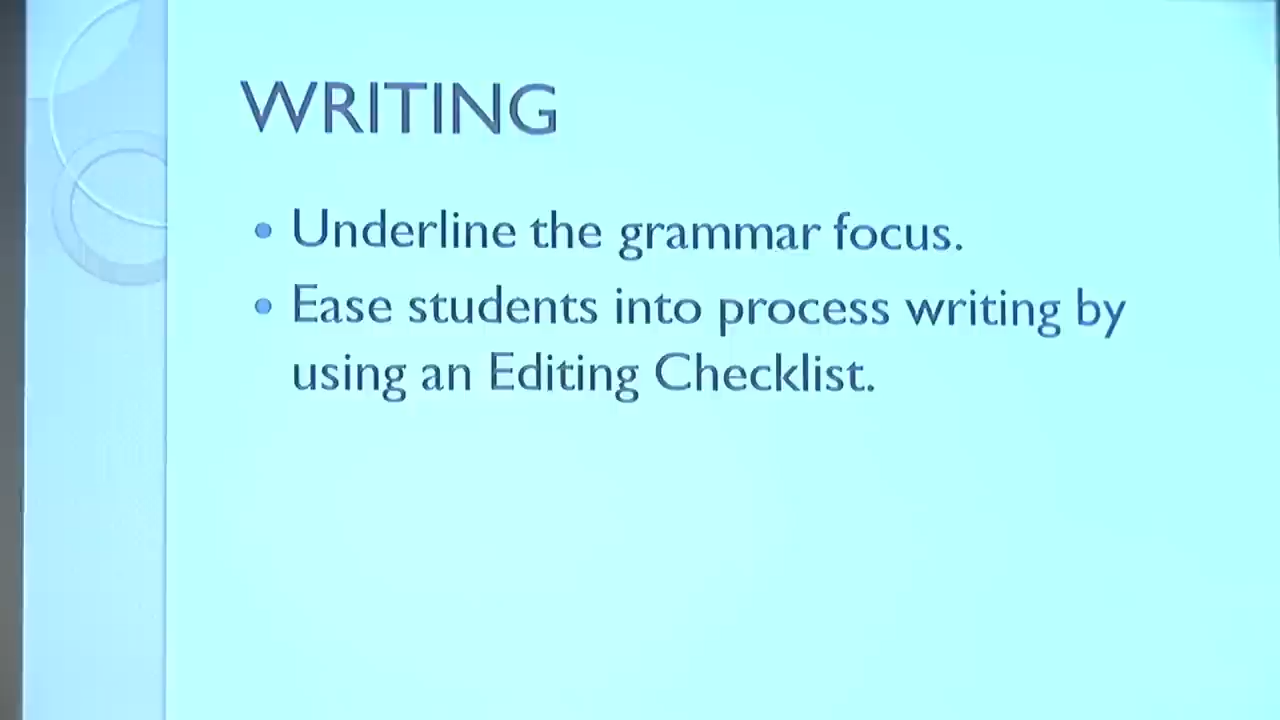 WRITING
• Underline the grammar focus.
• Ease students into process writing by
using an Editing Checklist.